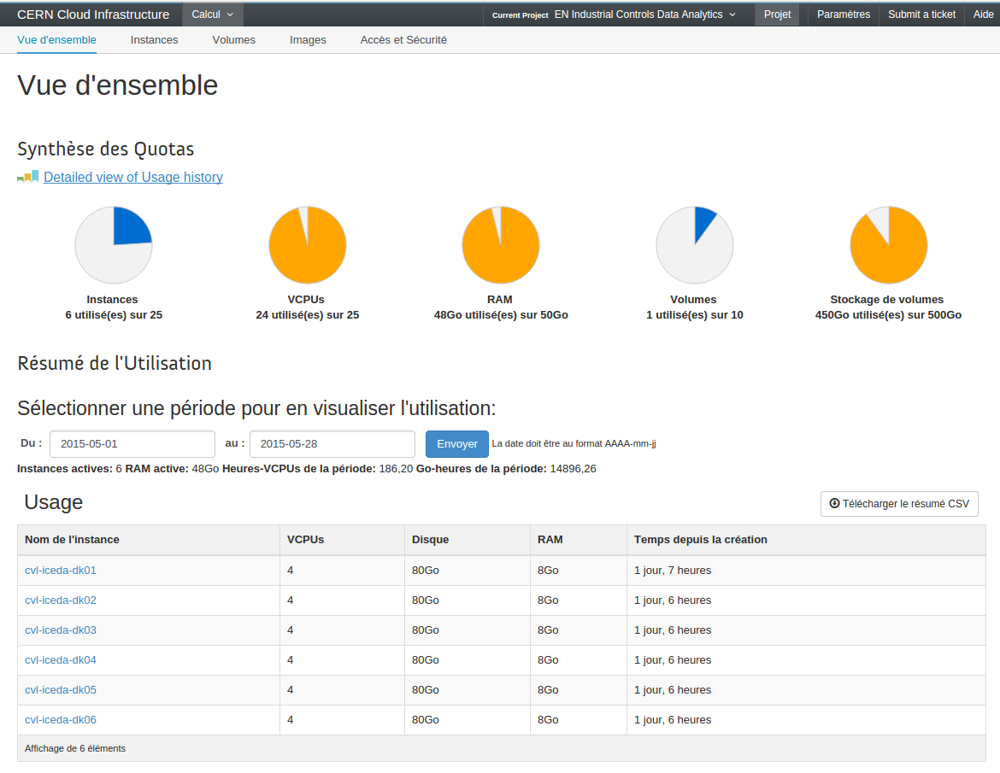 CERN Cloud Infrastructure Calcul Current Project EN Industrial Controls Data Analytics Projet Paramètres Submit a ticket Aide
Vue d'ensemble Instances Volumes Images Accès et Sécurité
Vue d'ensemble
Synthèse des Quotas
Detailed view of Usage history
Instances VCPUs RAM Volumes Stockage de volumes
6 utilisé(es) sur 25 24 utilisé(es) sur 25 48Go utilisé(es) sur 50Go 1 utilisé(es) sur 10 450Go utilisé(es) sur 500Go
Résumé de l'Utilisation
Sélectionner une période pour en visualiser l'utilisation:
Du : 2015-05-01 au : 2015-05-28 Envoyer La date doit être au format AAAA-mm-jj
Instances actives: 6 RAM active: 48Go Heures-VCPUs de la période: 186,20 Go-heures de la période: 14896,26
Usage Télécharger le résumé CSV
Nom de l'instance VCPUs Disque RAM Temps depuis la création
cvl-iceda-dk01 4 80Go 8Go 1 jour, 7 heures
cvl-iceda-dk02 4 80Go 8Go 1 jour, 6 heures
cvl-iceda-dk03 4 80Go 8Go 1 jour, 6 heures
cvl-iceda-dk04 4 80Go 8Go 1 jour, 6 heures
cvl-iceda-dk05 4 80Go 8Go 1 jour, 6 heures
cvl-iceda-dk06 4 80Go 8Go 1 jour, 6 heures
Affichage de 6 éléments